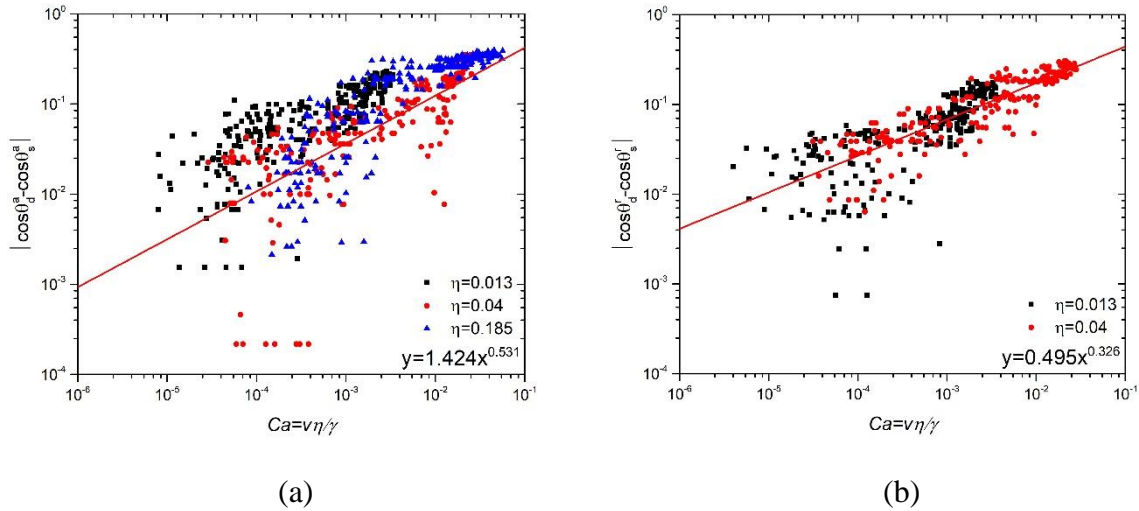 10⁰
10⁻¹
10⁻²
10⁻³
10⁻⁴
|cosθ_d^a-cosθ_s^a|
η=0.013
η=0.04
η=0.185
y=1.424x^0.531
10⁻⁶ 10⁻⁵ 10⁻⁴ 10⁻³ 10⁻² 10⁻¹
Ca=vη/γ
(a)
10⁰
10⁻¹
10⁻²
10⁻³
10⁻⁴
|cosθ_d^r-cosθ_s^r|
η=0.013
η=0.04
y=0.495x^0.326
10⁻⁶ 10⁻⁵ 10⁻⁴ 10⁻³ 10⁻² 10⁻¹
Ca=vη/γ
(b)